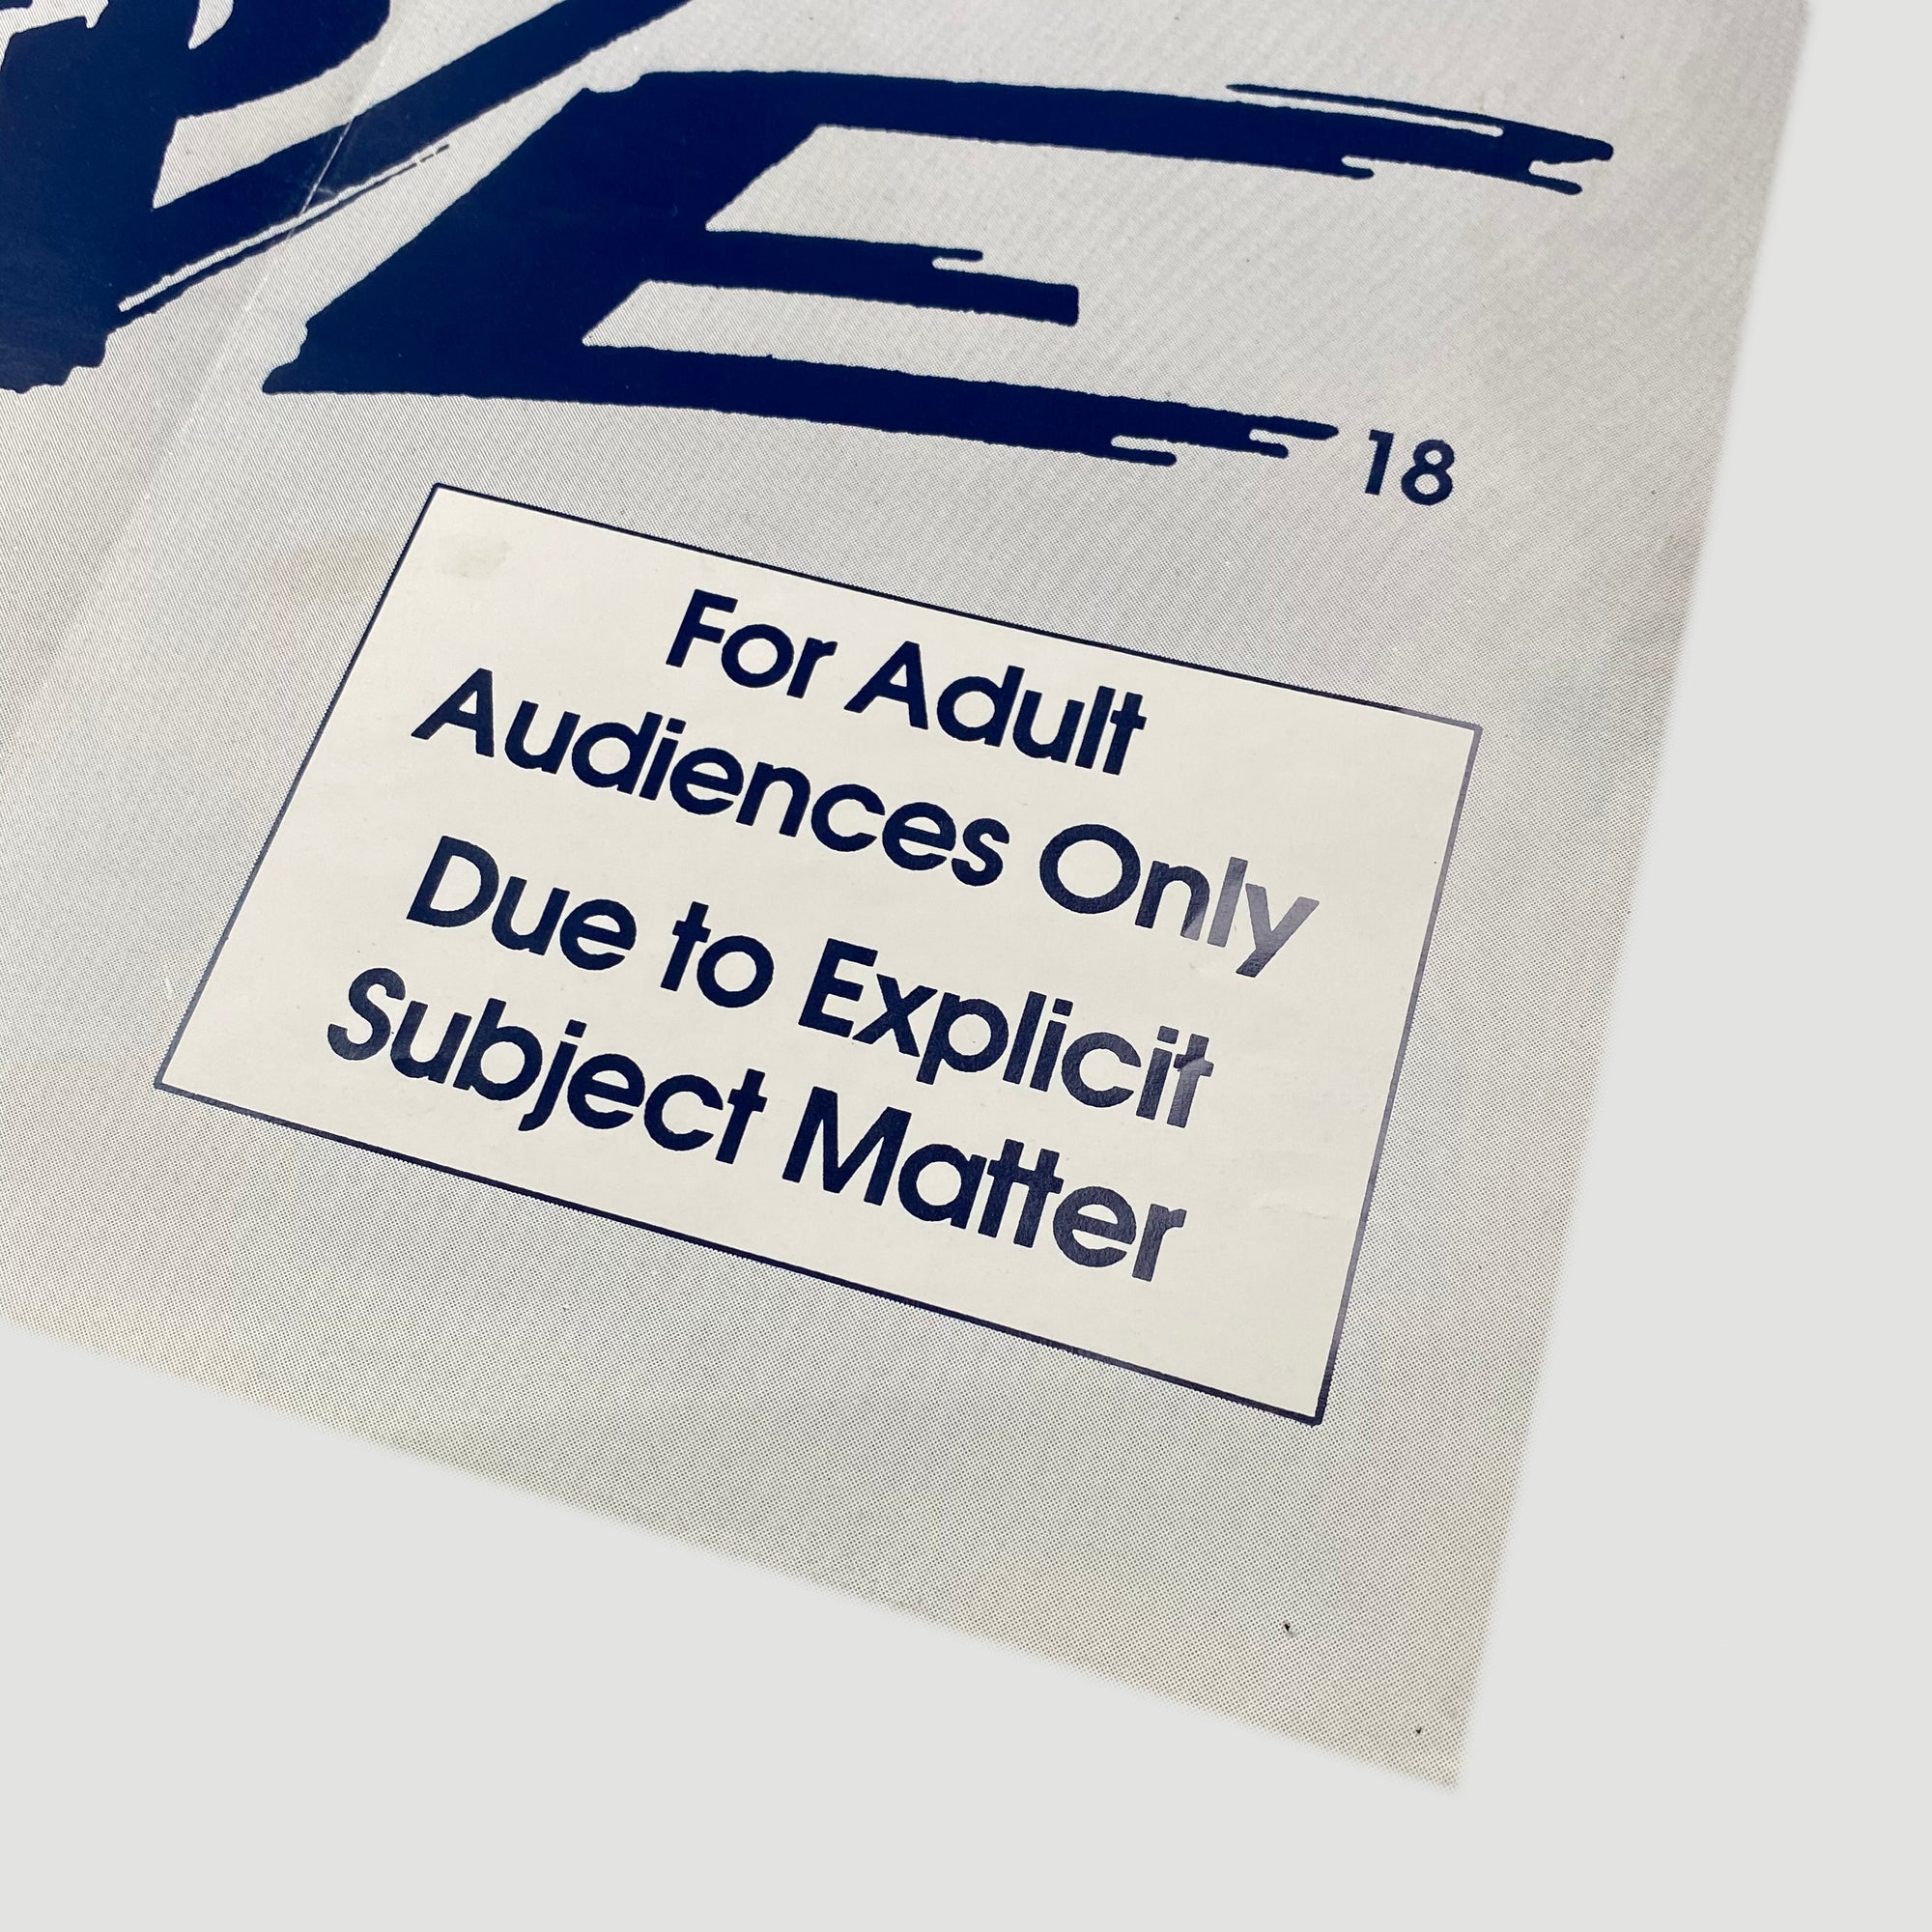 E
18
For Adult
Audiences Only
Due to Explicit
Subject Matter